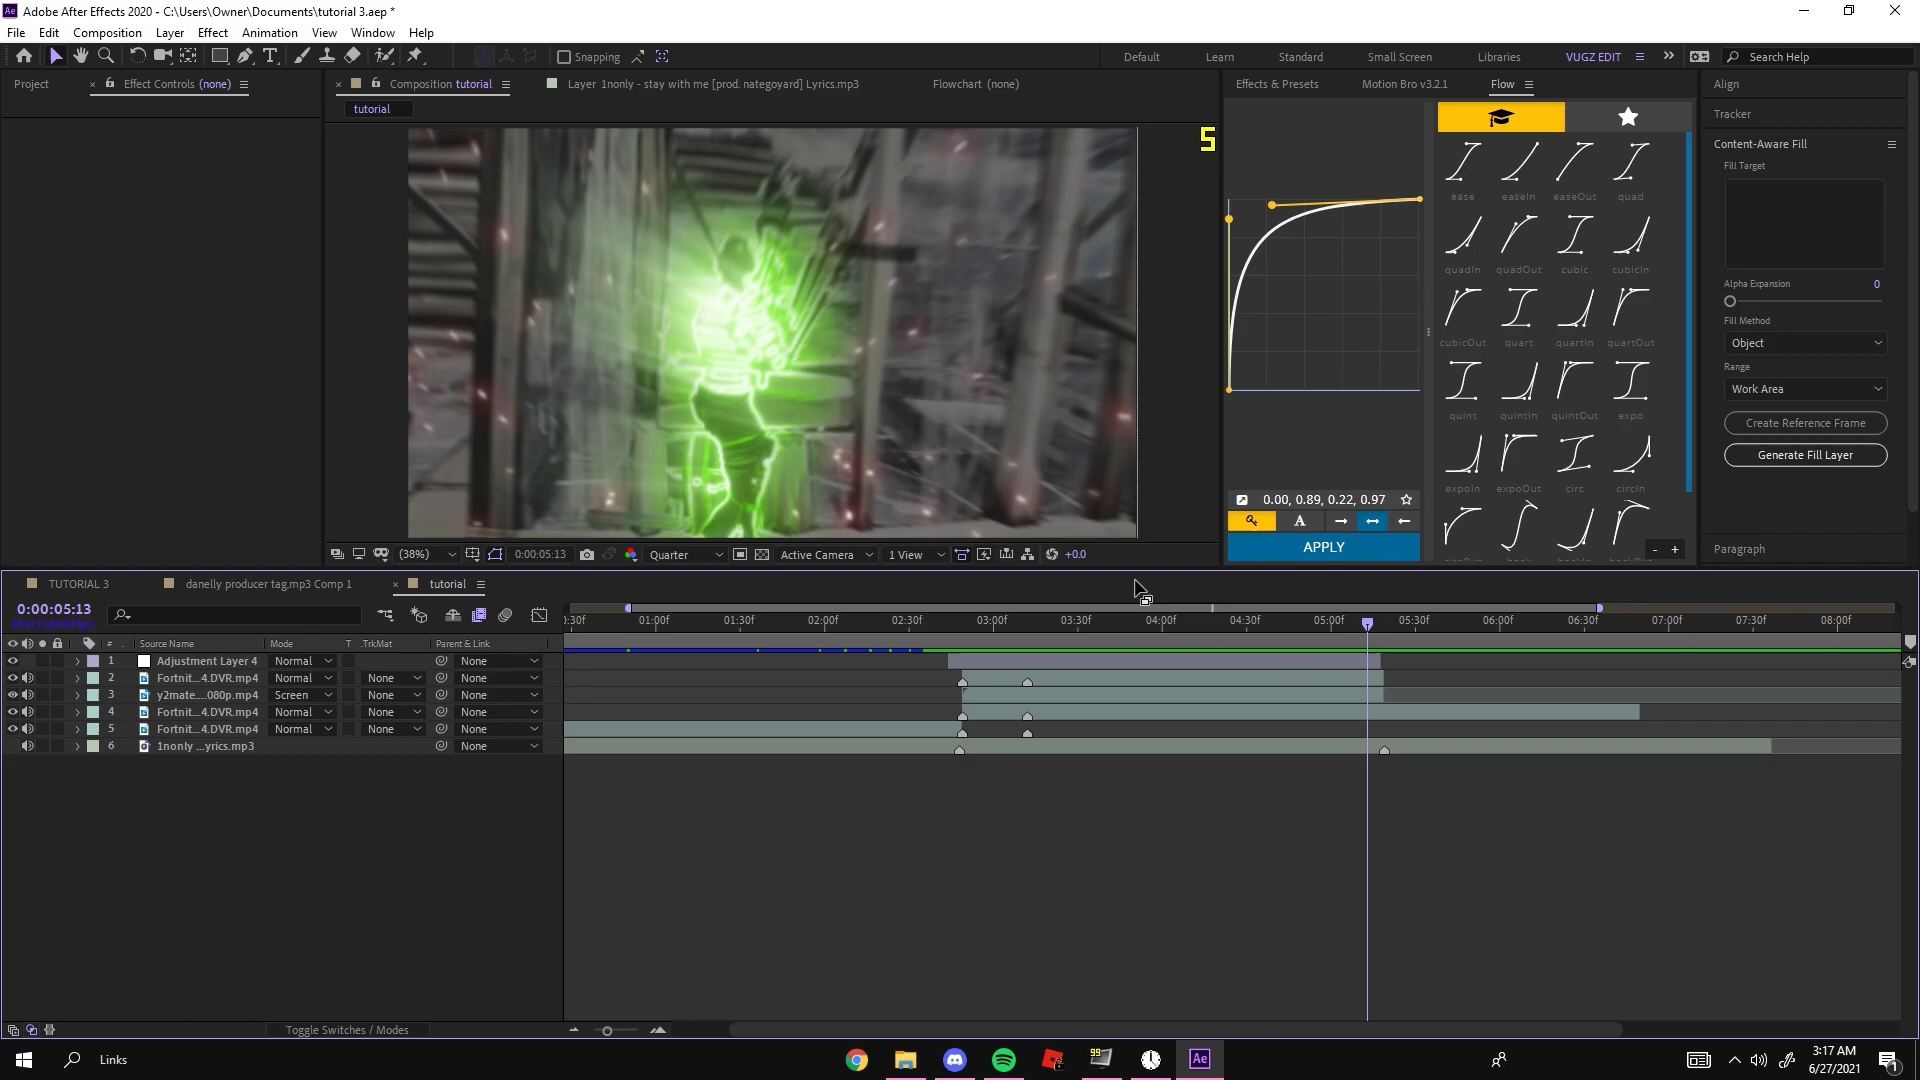 Adobe After Effects 2020 - C:\Users\Owner\Documents\tutorial 3.aep *
File Edit Composition Layer Effect Animation View Window Help
Snapping
Default Learn Standard Small Screen Libraries VUGZ EDIT Search Help
Project Effect Controls (none)
Composition tutorial Layer 1nonly - stay with me [prod. nategoyard] Lyrics.mp3 Flowchart (none)
Effects & Presets Motion Bro v3.2.1 Flow
Align
tutorial
Tracker
5
Content-Aware Fill
Fill Target
ease easeIn easeOut quad
quadIn quadOut cubic cubicIn
Alpha Expansion 0
Fill Method
cubicOut quart quartIn quartOut
Object
Range
Work Area
quint quintIn quintOut expo
Create Reference Frame
Generate Fill Layer
expoIn expoOut circ circIn
0.00, 0.89, 0.22, 0.97
A
APPLY
- +
Paragraph
(38%) 0:00:05:13 Quarter Active Camera 1 View +0.0
TUTORIAL 3 danelly producer tag.mp3 Comp 1 tutorial
0:00:05:13
):30f 01:00f 01:30f 02:00f 02:30f 03:00f 03:30f 04:00f 04:30f 05:00f 05:30f 06:00f 06:30f 07:00f 07:30f 08:00f
# Source Name Mode T .TrkMat Parent & Link
1 Adjustment Layer 4 Normal None
2 Fortnit...4.DVR.mp4 Normal None None
3 y2mate....080p.mp4 Screen None None
4 Fortnit...4.DVR.mp4 Normal None None
5 Fortnit...4.DVR.mp4 Normal None None
6 1nonly ...yrics.mp3 None
Toggle Switches / Modes
Links
99
Ae
3:17 AM
6/27/2021
1